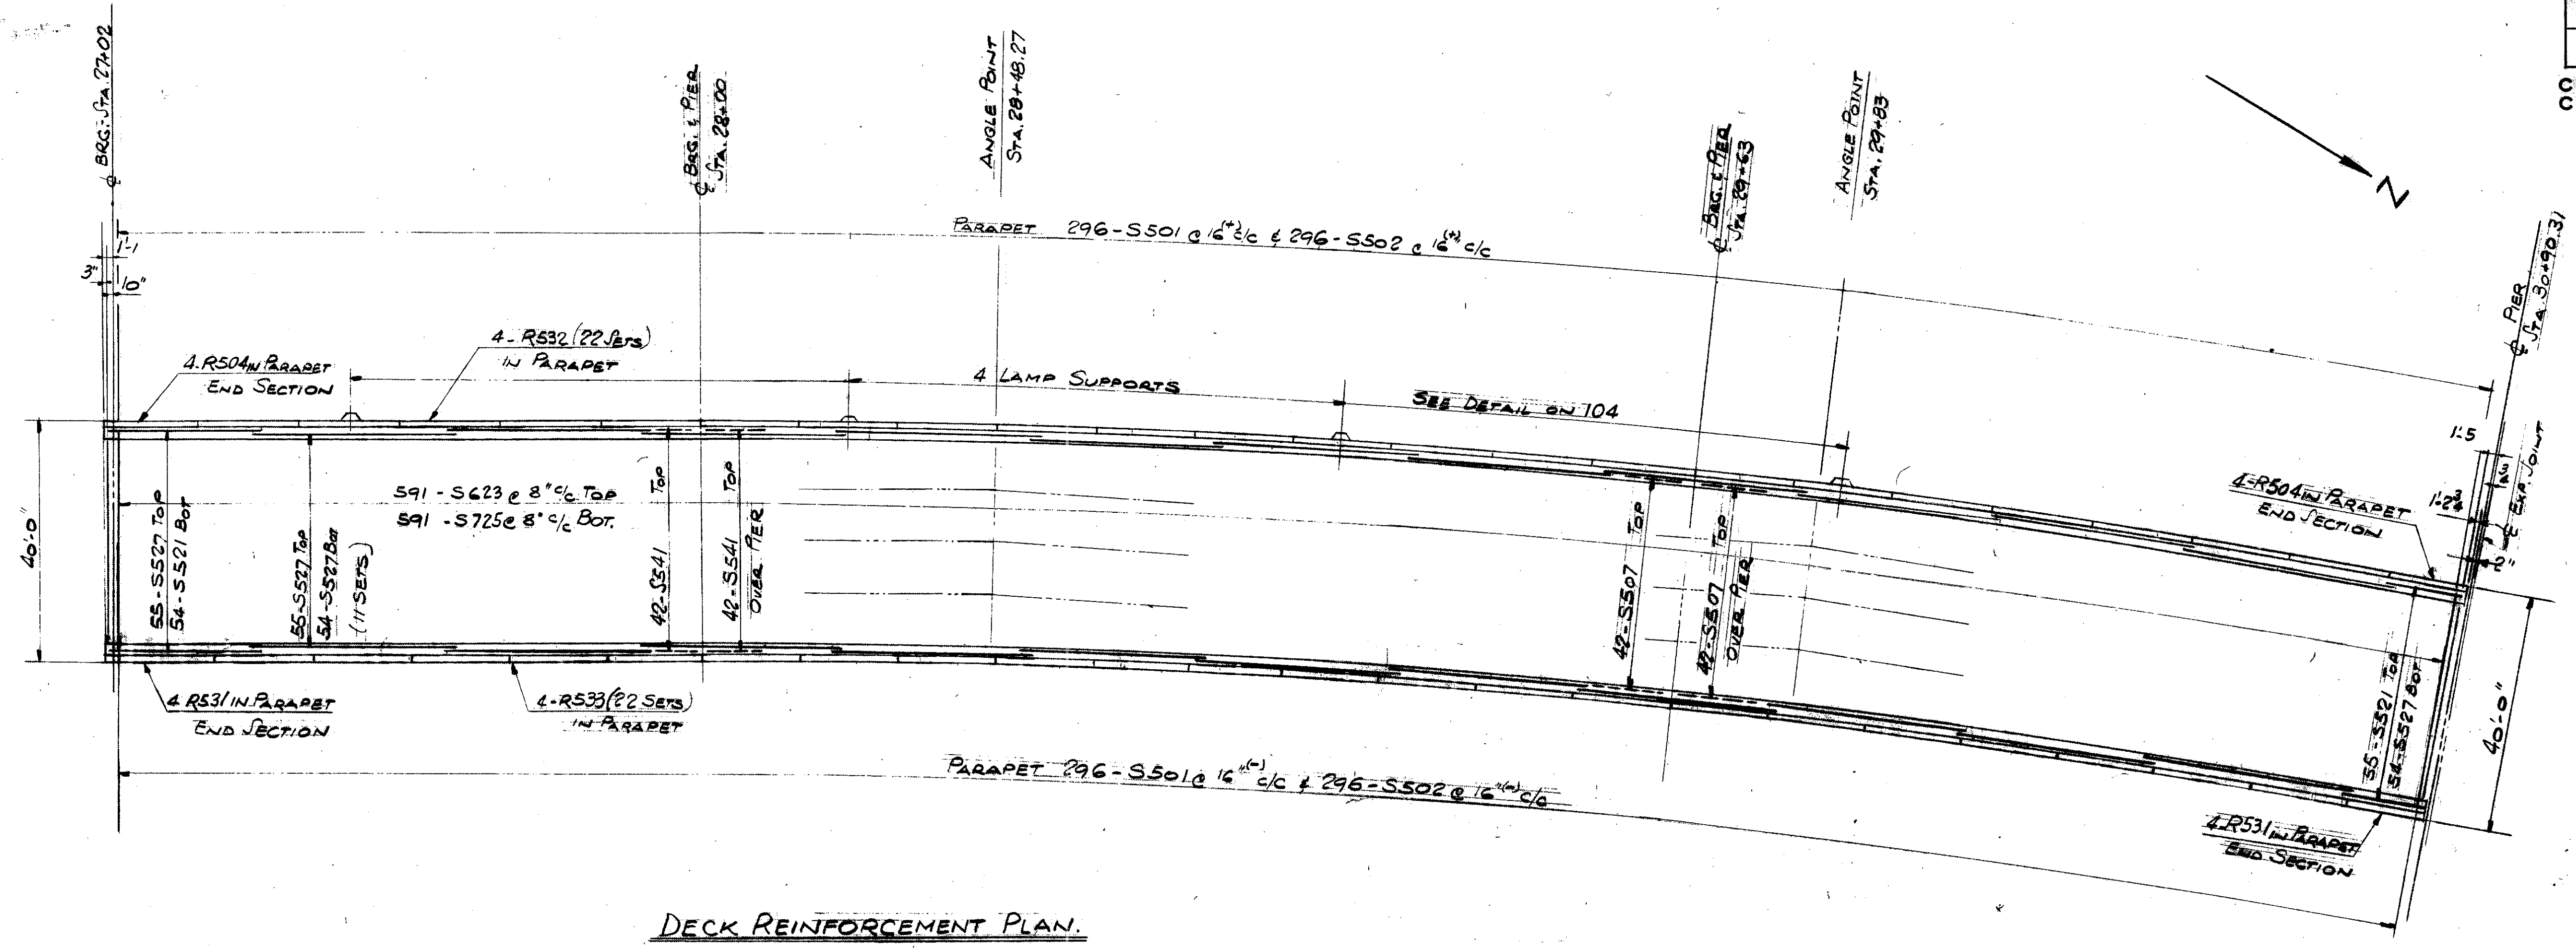 ℄ BRG. STA. 27+02
℄ BRG. & PIER
STA. 28+00
ANGLE POINT
STA. 28+48.27
℄ BRG. & PIER
STA. 29+63
ANGLE POINT
STA. 29+83
PIER
℄ STA. 30+90.31
N
PARAPET 296-S501 @ 16"(+) c/c & 296-S502 @ 16"(+) c/c
1'-1
3"
10"
4-R504 IN PARAPET
END SECTION
4-R532 (22 SETS)
IN PARAPET
4 LAMP SUPPORTS
SEE DETAIL ON 104
1'-5
1'-2¾
2"
℄ EXP. JOINT
4-R504 IN PARAPET
END SECTION
40'-0"
55-S527 TOP
54-S521 BOT
55-S527 TOP
54-S527 BOT
(11 SETS)
591 - S623 @ 8" c/c TOP
591 - S725 @ 8" c/c BOT.
42-S541 TOP
42-S541 TOP
OVER PIER
42-S507 TOP
42-S507 TOP
OVER PIER
55-S521 TOP
54-S527 BOT
40'-0"
4 R531 IN PARAPET
END SECTION
4-R533 (22 SETS)
IN PARAPET
PARAPET 296-S501 @ 16"(-) c/c & 296-S502 @ 16"(-) c/c
4-R531 IN PARAPET
END SECTION
DECK REINFORCEMENT PLAN.